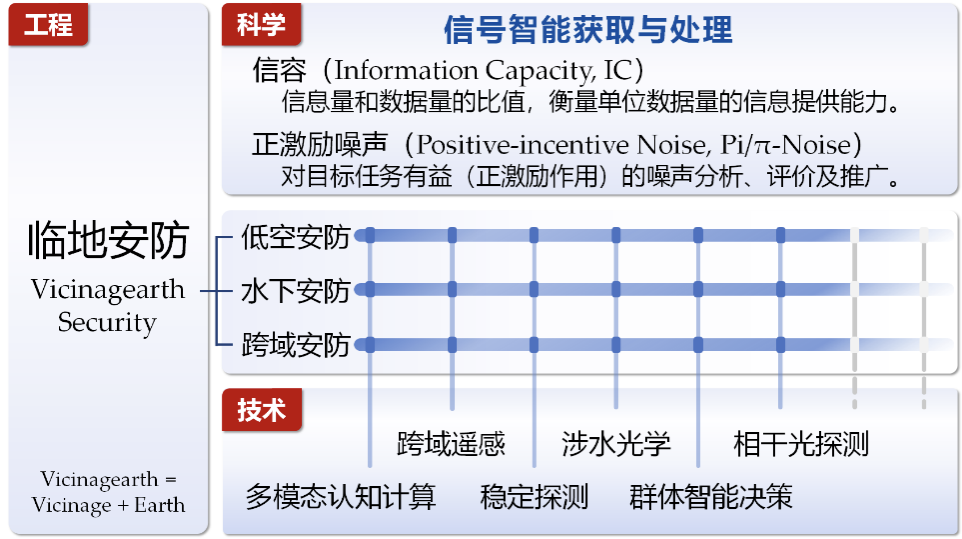 工程
临地安防
Vicinagearth
Security
Vicinagearth =
Vicinage + Earth
科学
信号智能获取与处理
信容（Information Capacity, IC）
信息量和数据量的比值，衡量单位数据量的信息提供能力。
正激励噪声（Positive-incentive Noise, Pi/π-Noise）
对目标任务有益（正激励作用）的噪声分析、评价及推广。
低空安防
水下安防
跨域安防
技术
跨域遥感
涉水光学
相干光探测
多模态认知计算
稳定探测
群体智能决策